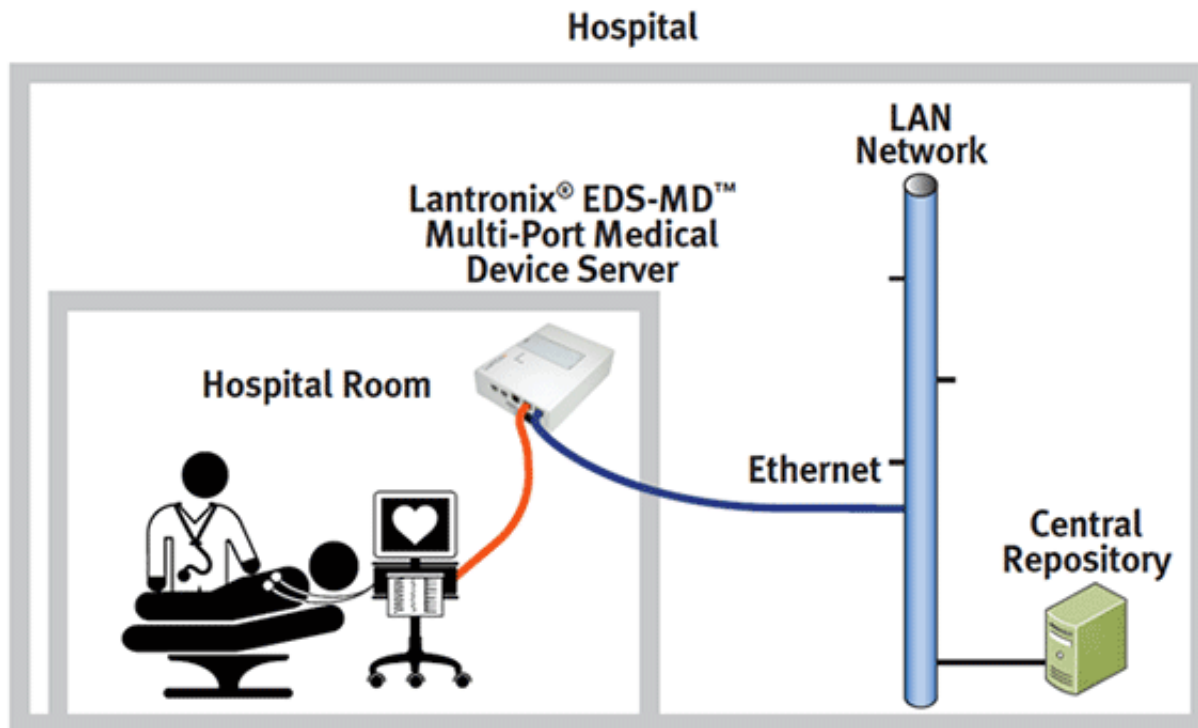 Hospital
LAN
Network
Lantronix® EDS-MD™
Multi-Port Medical
Device Server
Hospital Room
Ethernet
Central
Repository